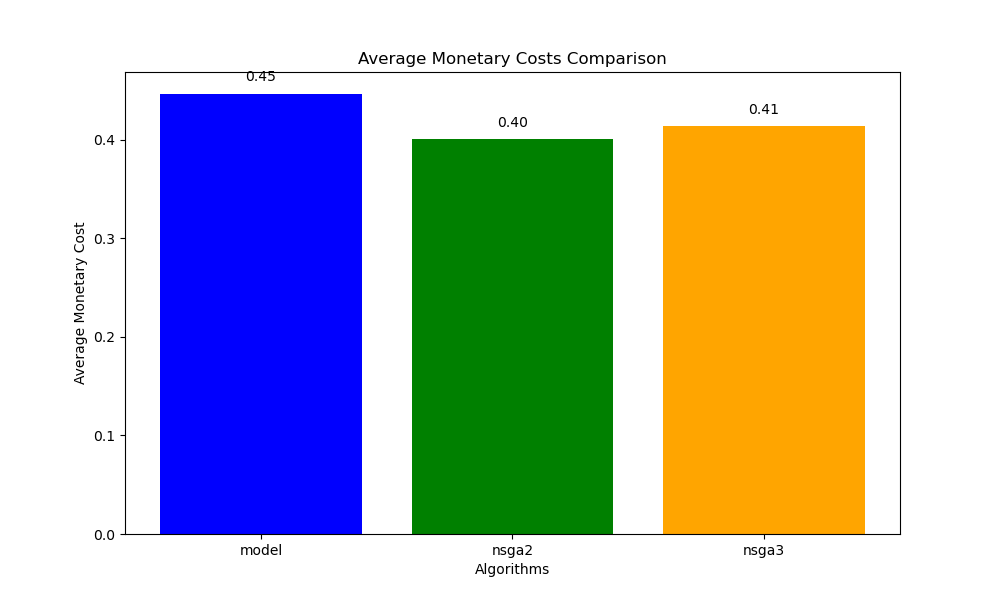 Average Monetary Costs Comparison
0.45
0.40
0.41
Average Monetary Cost
0.4
0.3
0.2
0.1
0.0
model
nsga2
nsga3
Algorithms